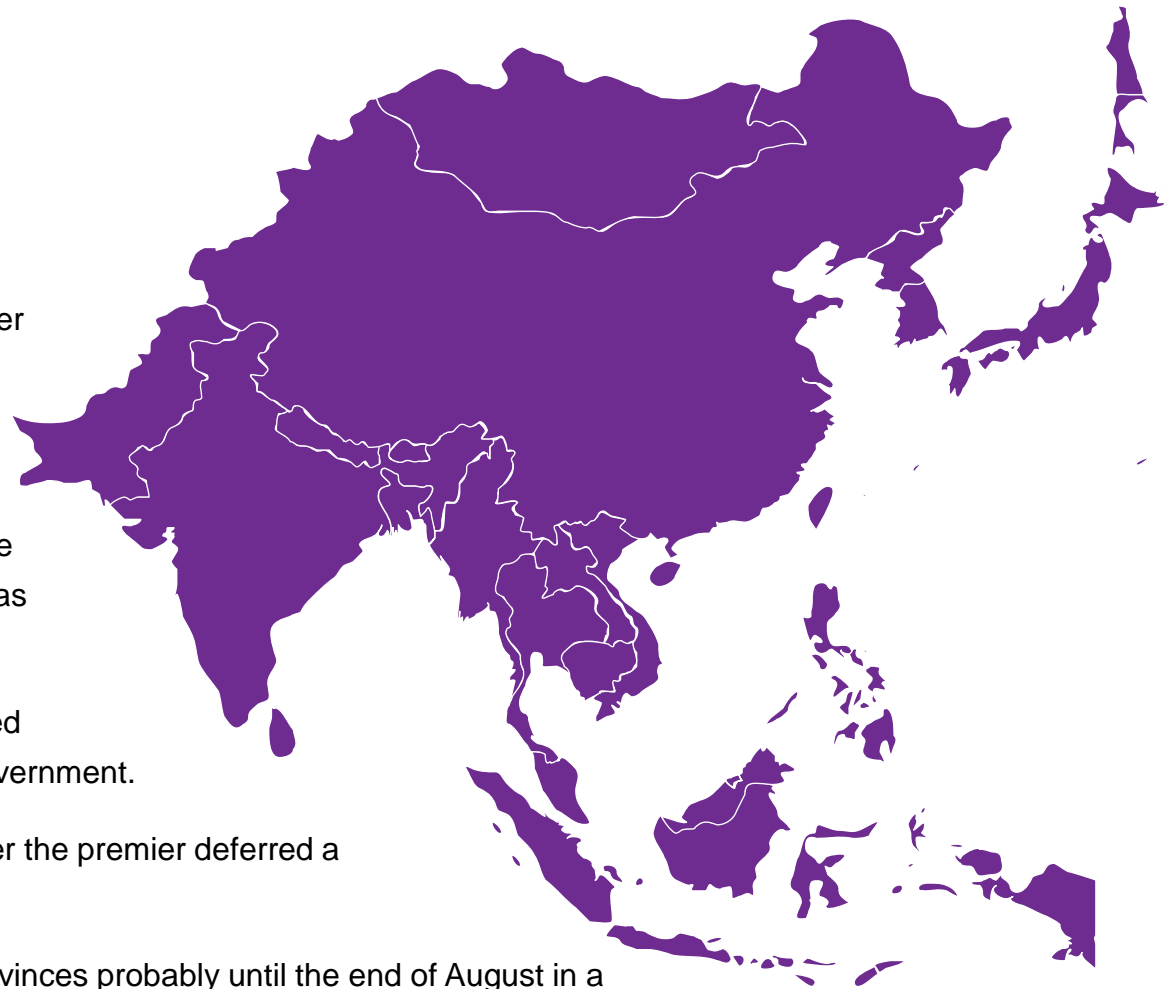 er
e
as
ed
vernment.
er the premier deferred a
vinces probably until the end of August in a